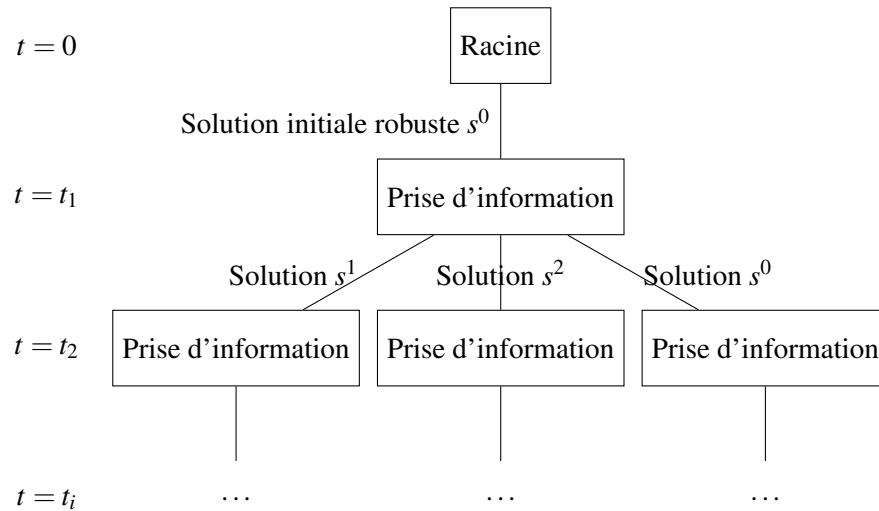 t = 0 Racine
Solution initiale robuste s^0
t = t_1 Prise d'information
Solution s^1 Solution s^2 Solution s^0
t = t_2 Prise d'information Prise d'information Prise d'information
t = t_i ... ... ...